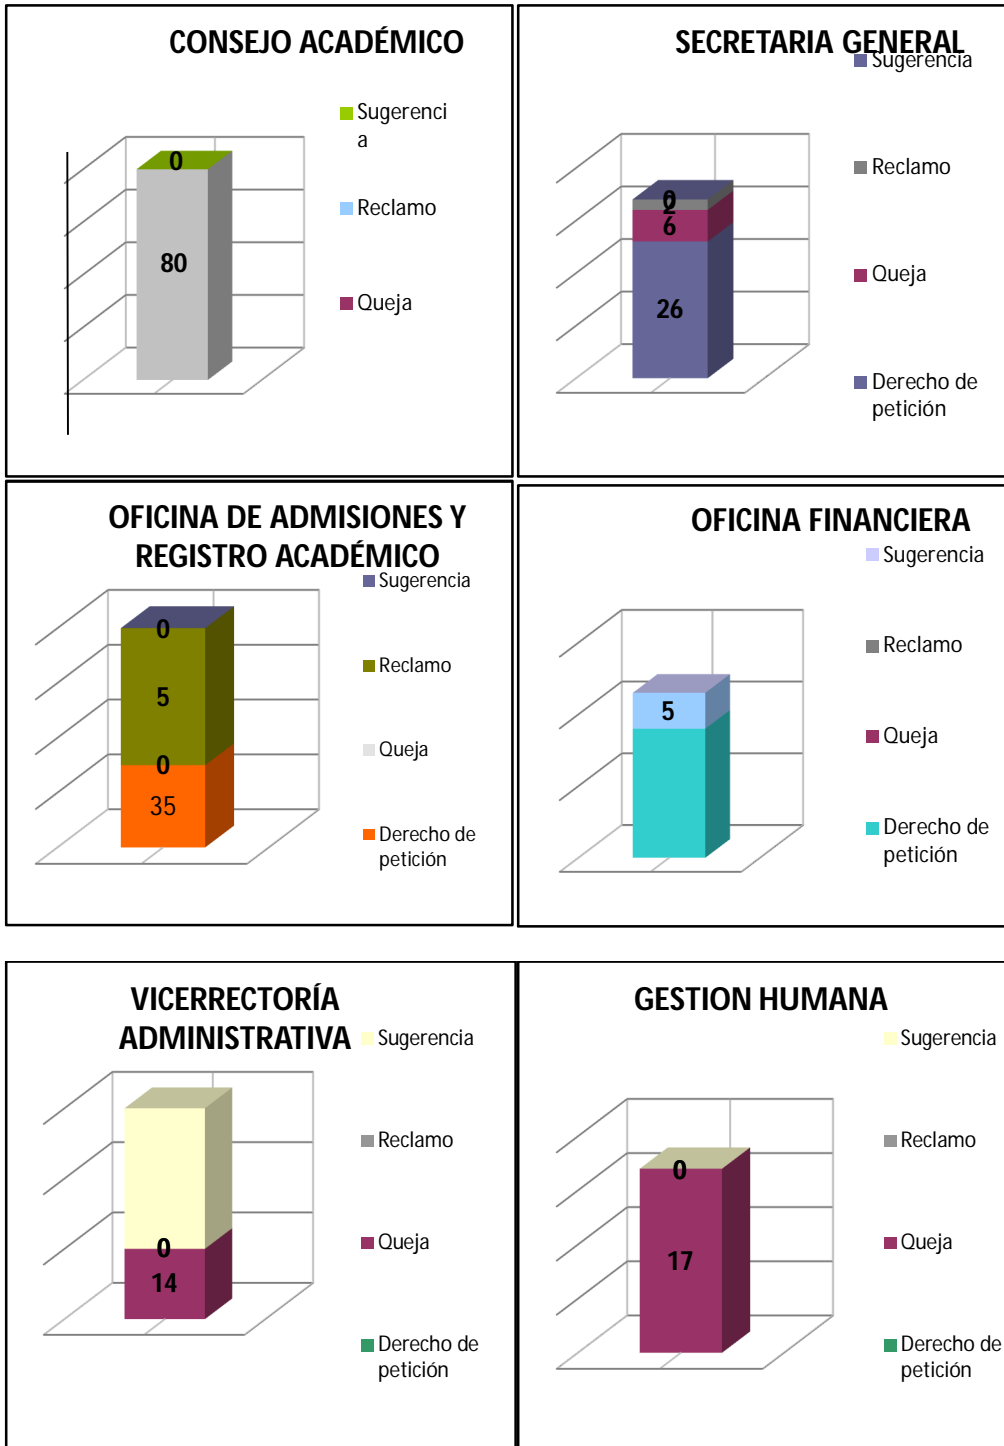 CONSEJO ACADÉMICO
Sugerenci
a
Reclamo
Queja
0
80
SECRETARIA GENERAL
Sugerencia
Reclamo
Queja
Derecho de
petición
0
2
6
26
OFICINA DE ADMISIONES Y
REGISTRO ACADÉMICO
Sugerencia
Reclamo
Queja
Derecho de
petición
0
5
0
35
OFICINA FINANCIERA
Sugerencia
Reclamo
Queja
Derecho de
petición
5
VICERRECTORÍA
ADMINISTRATIVA
Sugerencia
Reclamo
Queja
Derecho de
petición
0
14
GESTION HUMANA
Sugerencia
Reclamo
Queja
Derecho de
petición
0
17